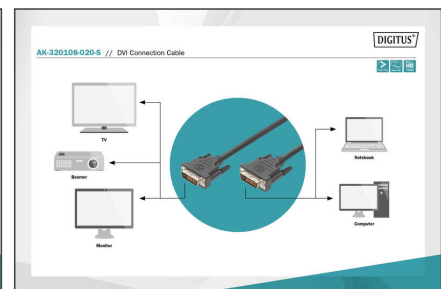 DIGITUS®
AK-320108-020-S // DVI Connection Cable
TV
Beamer
Monitor
Notebook
Computer